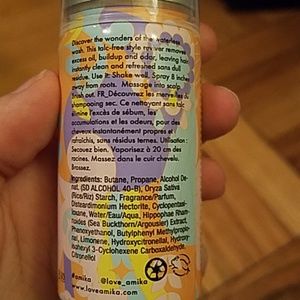 Discover the wonders of the waterless
wash. This talc-free style reviver removes
excess oil, buildup and odor, leaving hair
instantly clean and refreshed sans dull
residue. Use it: Shake well. Spray 8 inches
away from roots. Massage into scalp.
Brush out. FR_Découvrez les merveilles du
shampooing sec. Ce nettoyant sans talc
élimine l'excès de sébum, les
accumulations et les odeurs, pour des
cheveux instantanément propres et
rafraîchis, sans résidus ternes. Utilisation :
Secouez bien. Vaporisez à 20 cm des
racines. Massez dans le cuir chevelu.
Brossez.
Ingredients: Butane, Propane, Alcohol De-
nat. (SD ALCOHOL 40-B), Oryza Sativa
(Rice/Riz) Starch, Fragrance/Parfum,
Disteardimonium Hectorite, Cyclopentasil-
oxane, Water/Eau/Aqua, Hippophae Rham-
noides (Sea Buckthorn/Argousier) Extract,
Phenoxyethanol, Butylphenyl Methylpropi-
nal, Limonene, Hydroxycitronellal, Hydroxy-
isohexyl 3-Cyclohexene Carboxaldehyde,
Citronellol
#amika @love_amika
www.loveamika.com